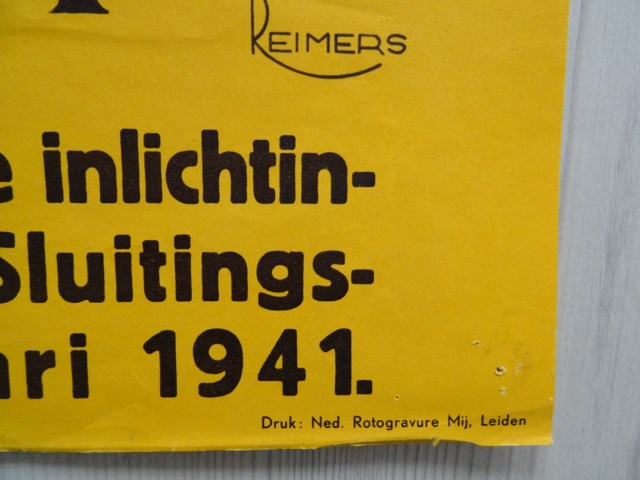 REIMERS
e inlichtin-
Sluitings-
ari 1941.
Druk: Ned. Rotogravure Mij, Leiden